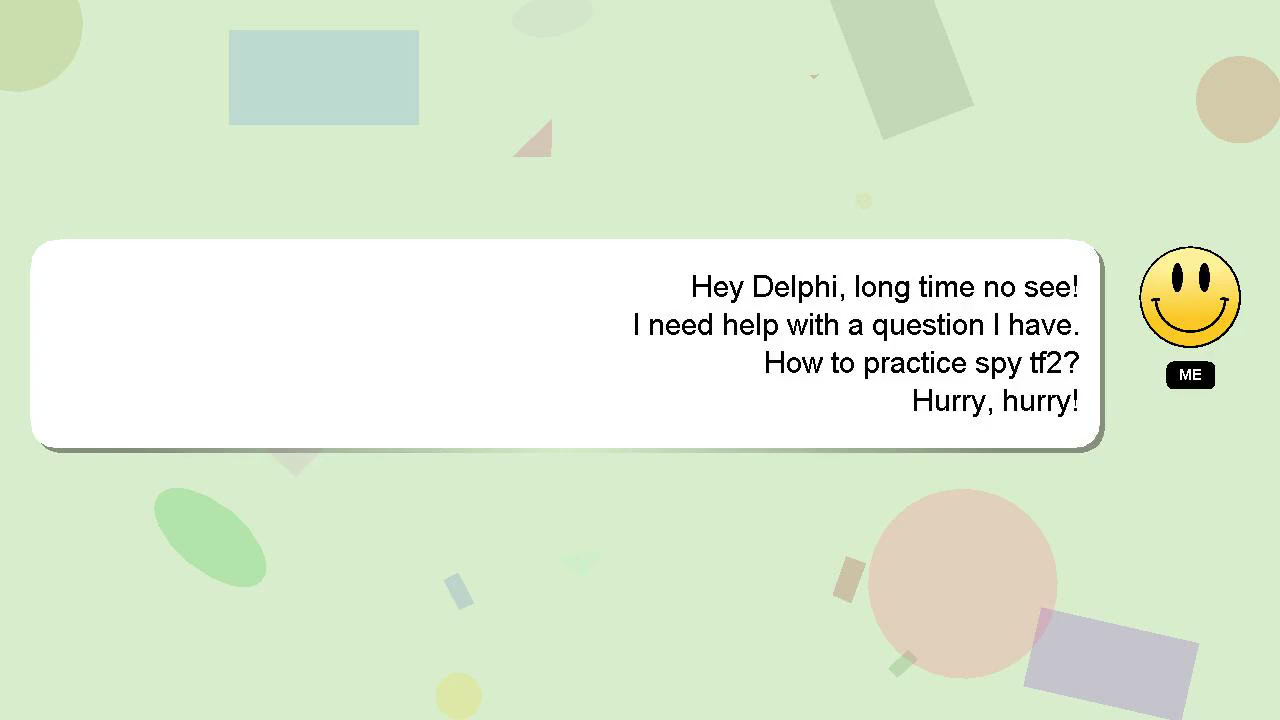 Hey Delphi, long time no see!
I need help with a question I have.
How to practice spy tf2?
Hurry, hurry!
ME